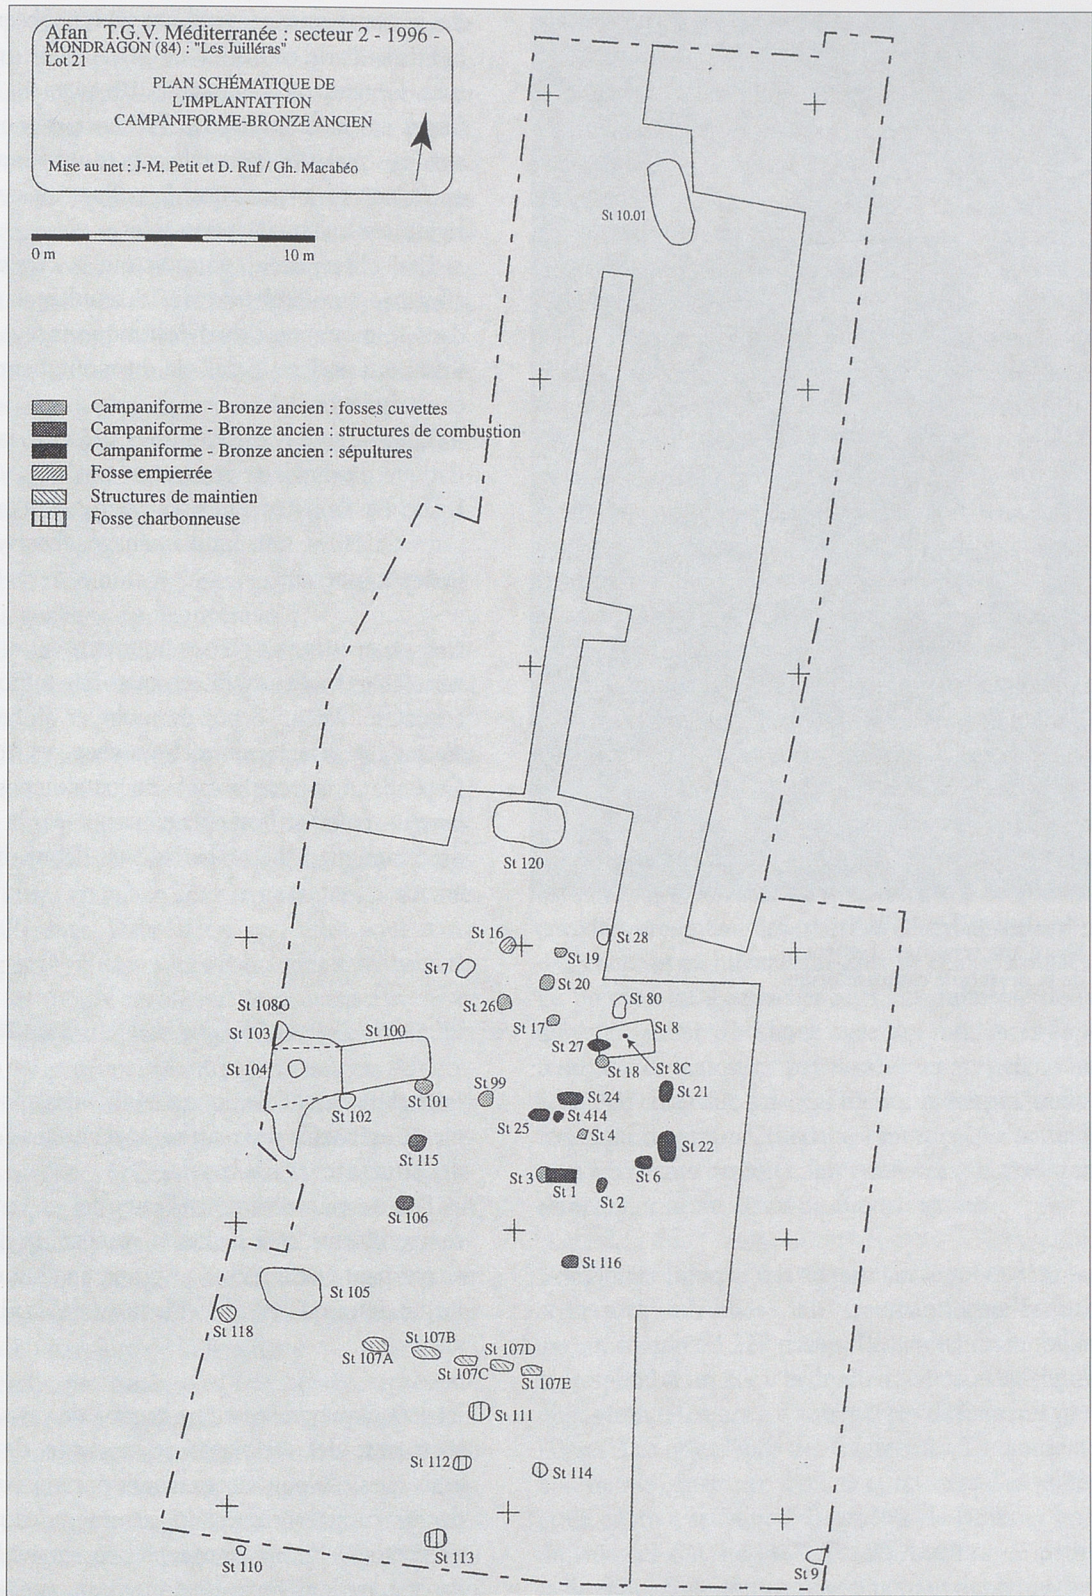 Afan T.G.V. Méditerranée : secteur 2 - 1996 -
MONDRAGON (84) : "Les Juilléras"
Lot 21
PLAN SCHÉMATIQUE DE
L'IMPLANTATTION
CAMPANIFORME-BRONZE ANCIEN
Mise au net : J-M. Petit et D. Ruf / Gh. Macabéo
St 10.01
0 m 10 m
Campaniforme - Bronze ancien : fosses cuvettes
Campaniforme - Bronze ancien : structures de combustion
Campaniforme - Bronze ancien : sépultures
Fosse empierrée
Structures de maintien
Fosse charbonneuse
St 120
St 16
St 28
St 19
St 7
St 20
St 26
St 108
St 80
St 103
St 100
St 17
St 8
St 27
St 104
St 18
St 8C
St 99
St 24
St 21
St 101
St 102
St 25
St 414
St 4
St 115
St 22
St 3
St 6
St 1
St 2
St 106
St 116
St 105
St 118
St 107B
St 107D
St 107A
St 107C
St 107E
St 111
St 112
St 114
St 113
St 110
St 9